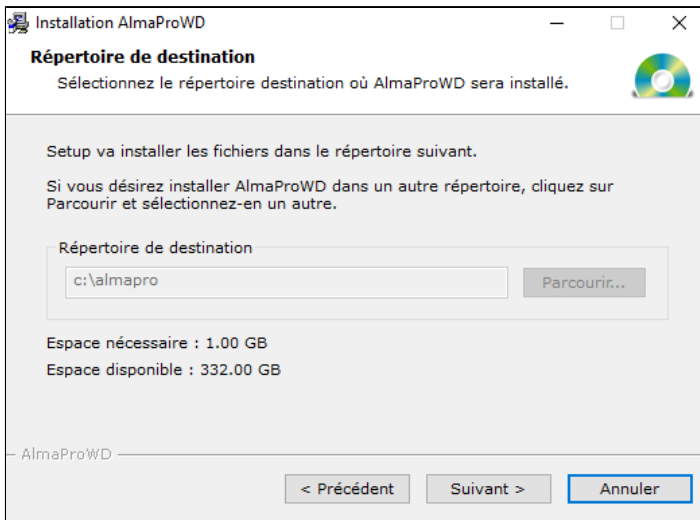 Installation AlmaProWD
Répertoire de destination
Sélectionnez le répertoire destination où AlmaProWD sera installé.
Setup va installer les fichiers dans le répertoire suivant.
Si vous désirez installer AlmaProWD dans un autre répertoire, cliquez sur
Parcourir et sélectionnez-en un autre.
Répertoire de destination
c:\almapro
Parcourir...
Espace nécessaire : 1.00 GB
Espace disponible : 332.00 GB
AlmaProWD
< Précédent
Suivant >
Annuler